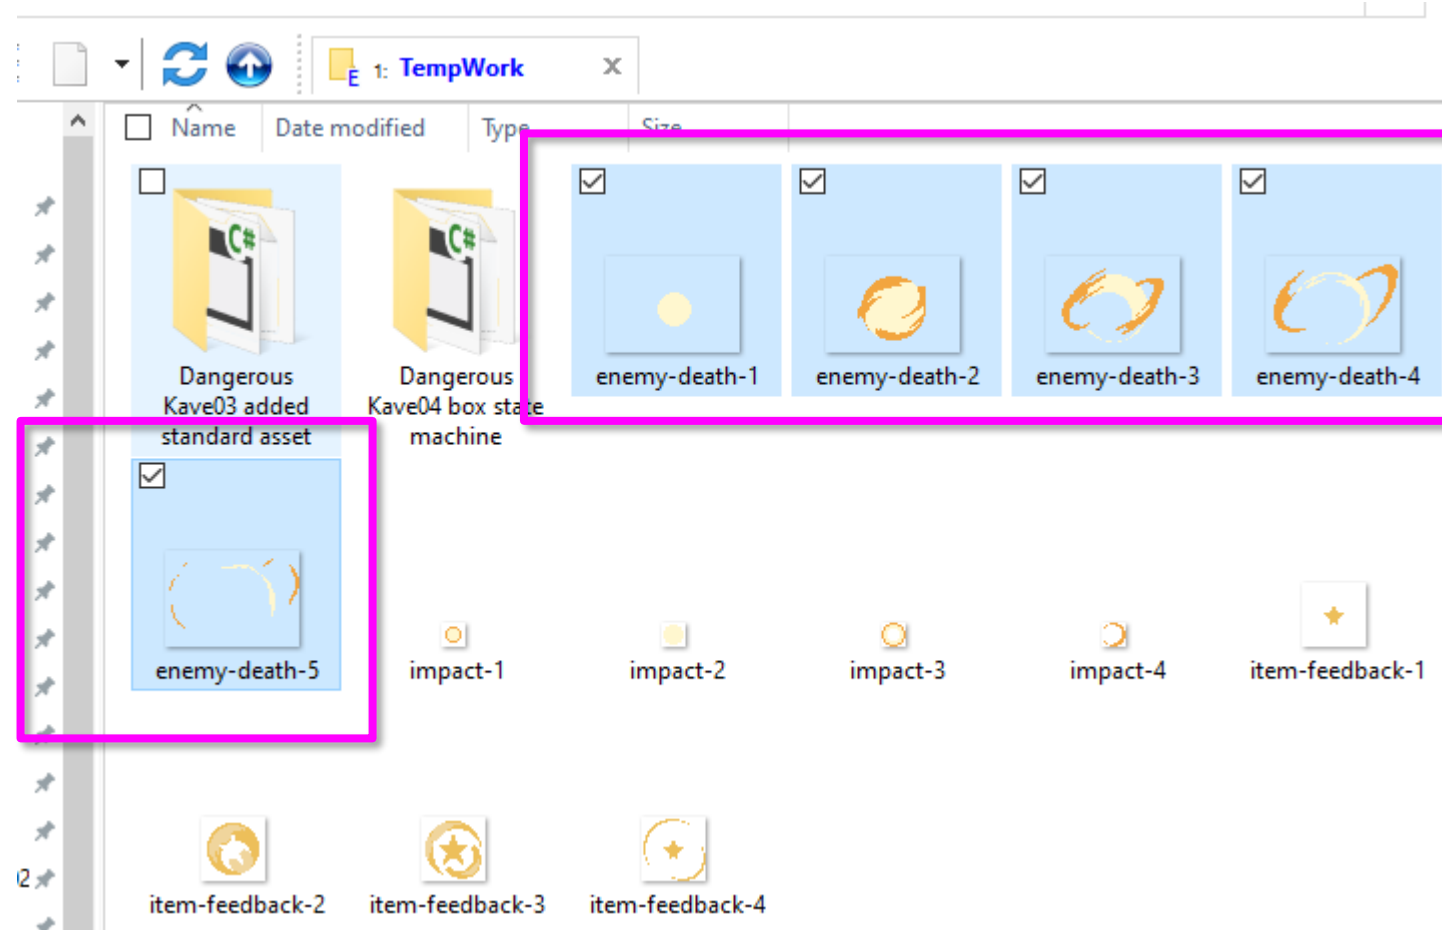 E 1: TempWork X
Name Date modified Type Size
C# C#
enemy-death-1 enemy-death-2 enemy-death-3 enemy-death-4
Dangerous
Kave03 added
standard asset
Dangerous
Kave04 box state
machine
enemy-death-5 impact-1 impact-2 impact-3 impact-4 item-feedback-1
item-feedback-2 item-feedback-3 item-feedback-4